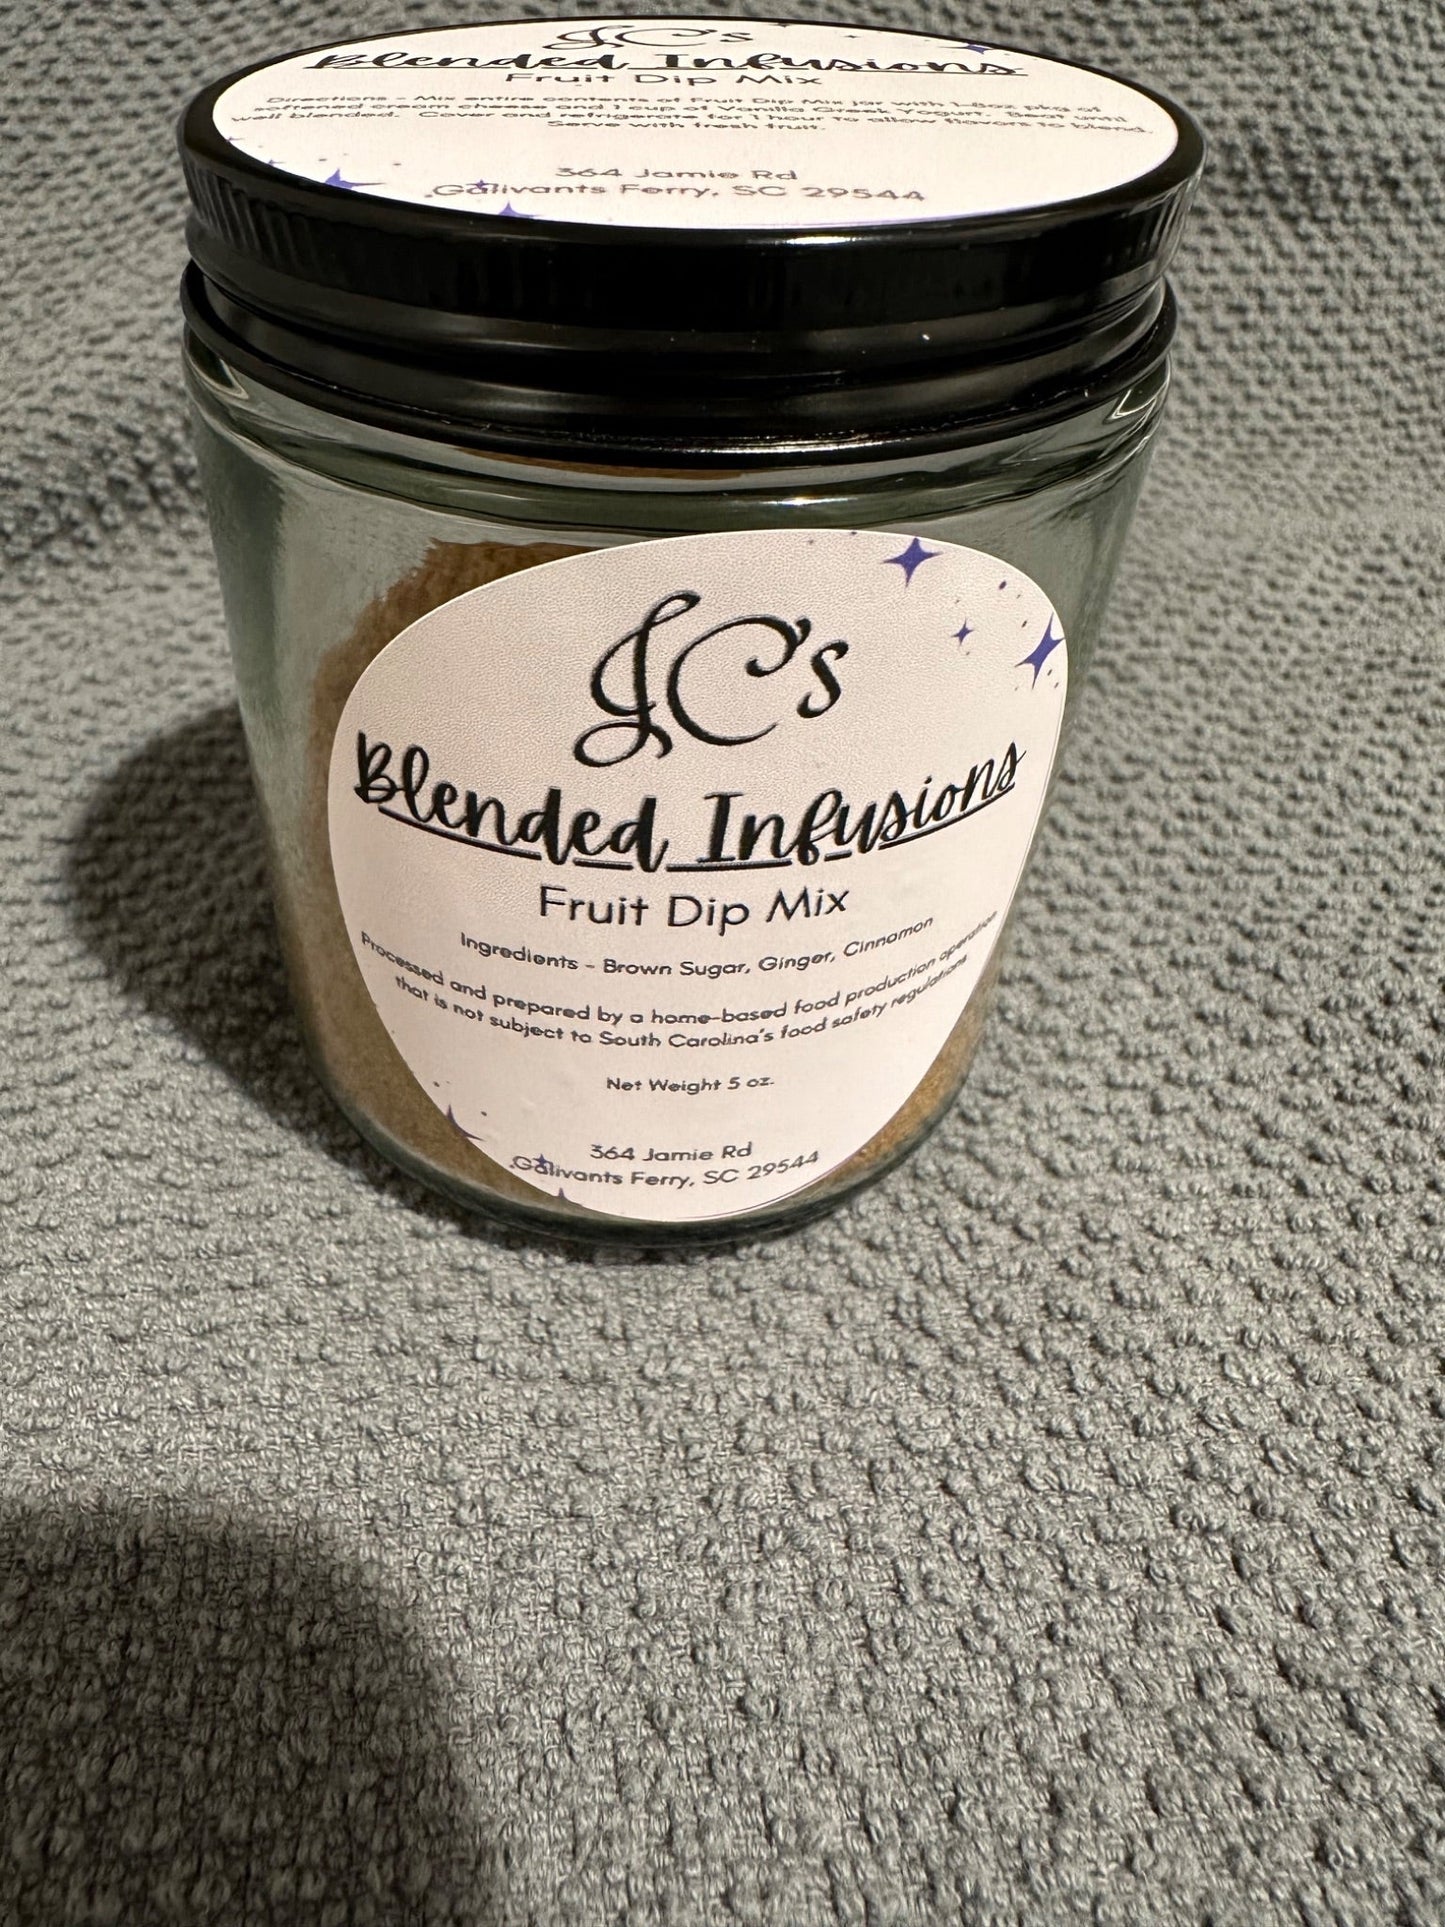 JC's
Blended Infusions
Fruit Dip Mix
Directions - Mix entire contents of Fruit Dip Mix jar with 1-8oz pkg of
softened cream cheese and 1 cup of Vanilla Greek Yogurt. Beat until
well blended. Cover and refrigerate for 1 hour to allow flavors to blend.
Serve with fresh fruit.
364 Jamie Rd
Galivants Ferry, SC 29544
JC's
Blended Infusions
Fruit Dip Mix
Ingredients - Brown Sugar, Ginger, Cinnamon
Processed and prepared by a home-based food production operation
that is not subject to South Carolina's food safety regulations
Net Weight 5 oz.
364 Jamie Rd
Galivants Ferry, SC 29544